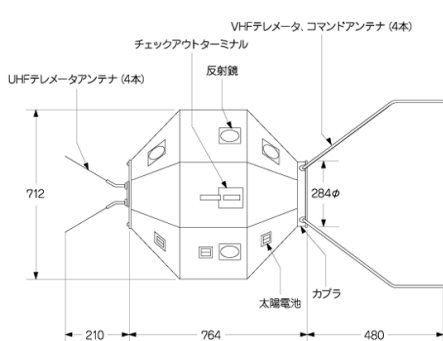 VHFテレメータ、コマンドアンテナ (4本)
チェックアウトターミナル
反射鏡
UHFテレメータアンテナ (4本)
712
284φ
太陽電池
カプラ
210
764
480